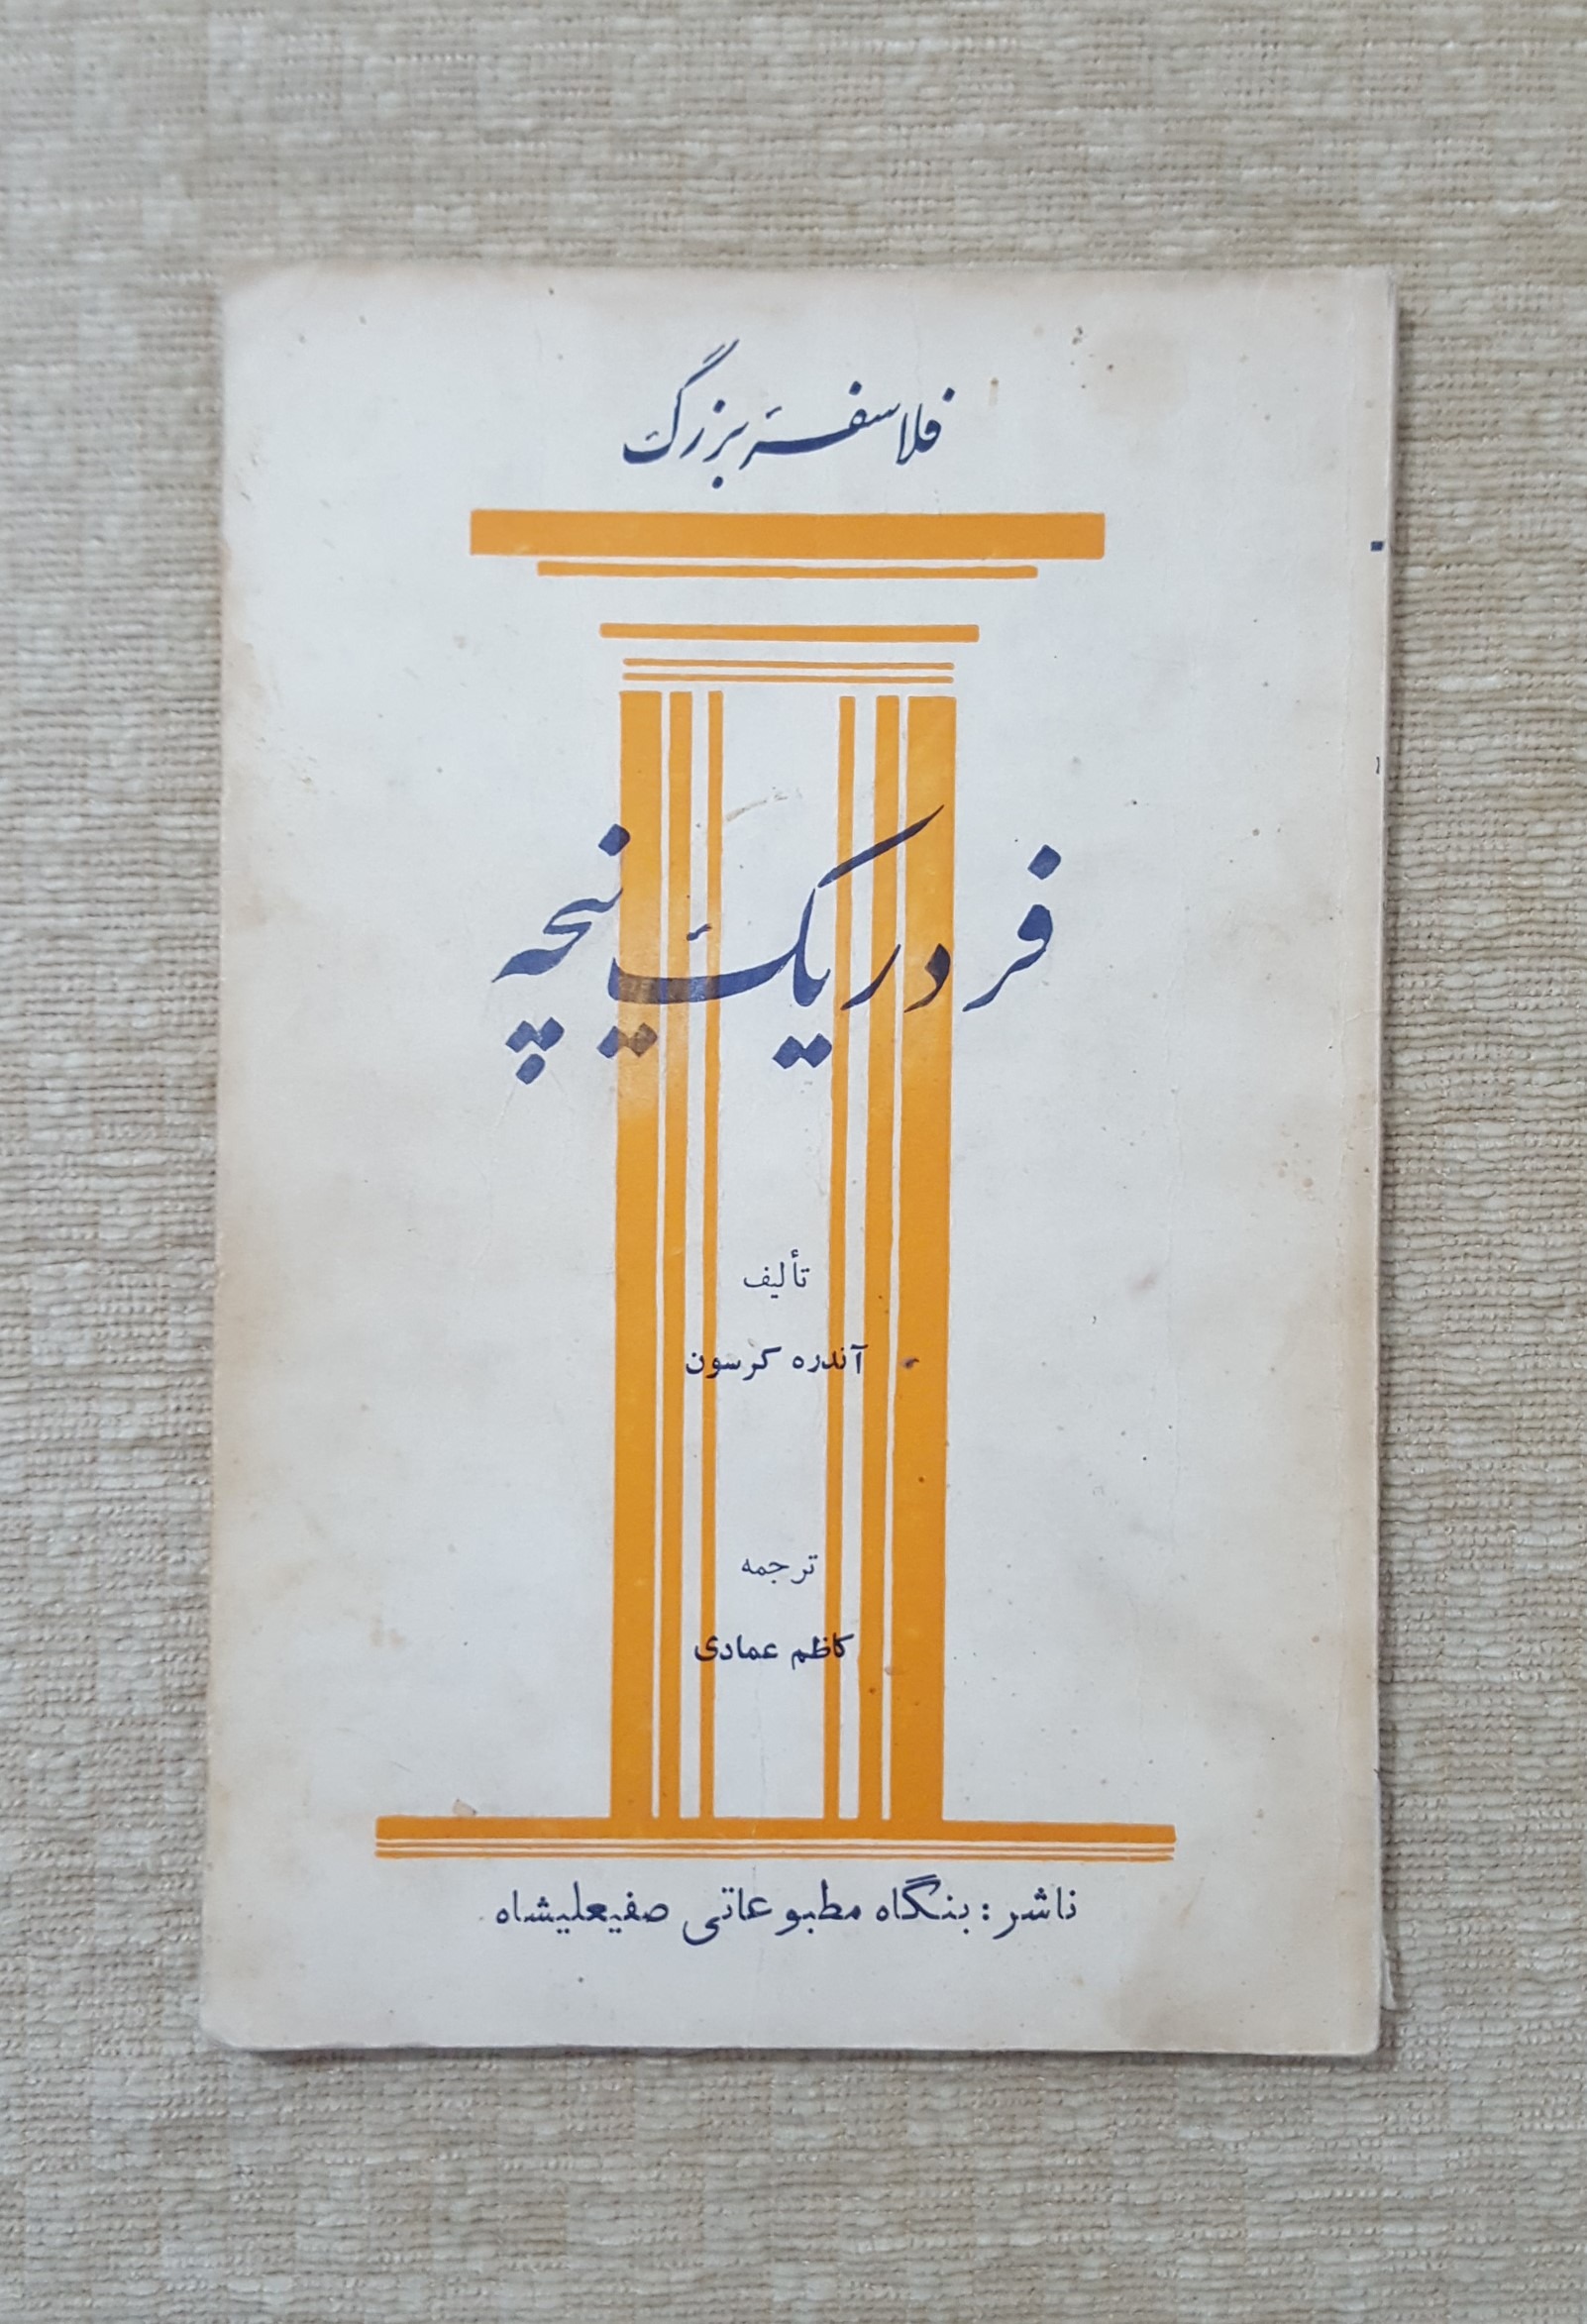 فلاسفهٔ بزرگ
فردریک نیچه
تألیف
آندره کرسون
ترجمه
کاظم عمادی
ناشر: بنگاه مطبوعاتی صفیعلیشاه